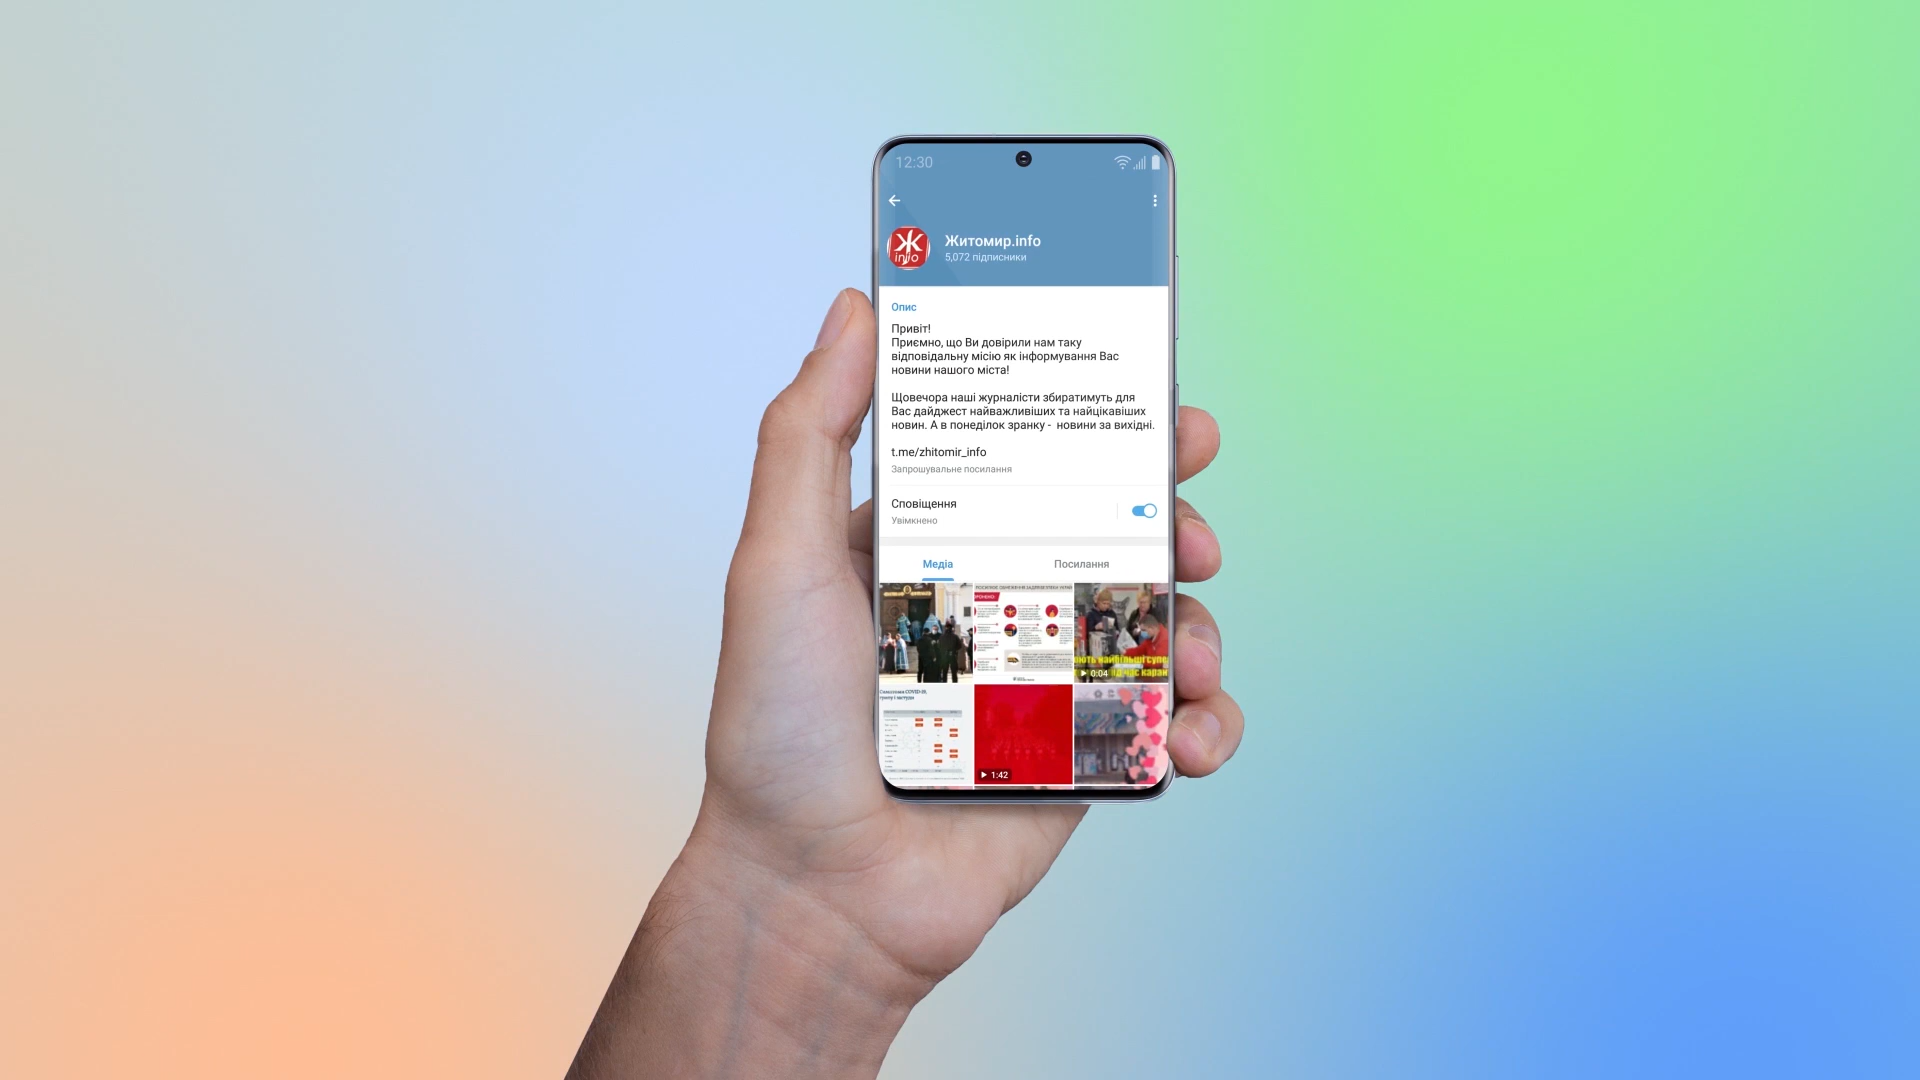 12:30
Житомир.info
5,072 підписники
Ж
info
Опис
Привіт!
Приємно, що Ви довірили нам таку
відповідальну місію як інформування Вас
новини нашого міста!
Щовечора наші журналісти збиратимуть для
Вас дайджест найважливіших та найцікавіших
новин. А в понеділок зранку - новини за вихідні.
t.me/zhitomir_info
Запрошувальне посилання
Сповіщення
Увімкнено
Медіа
Посилання
0:04
1:42